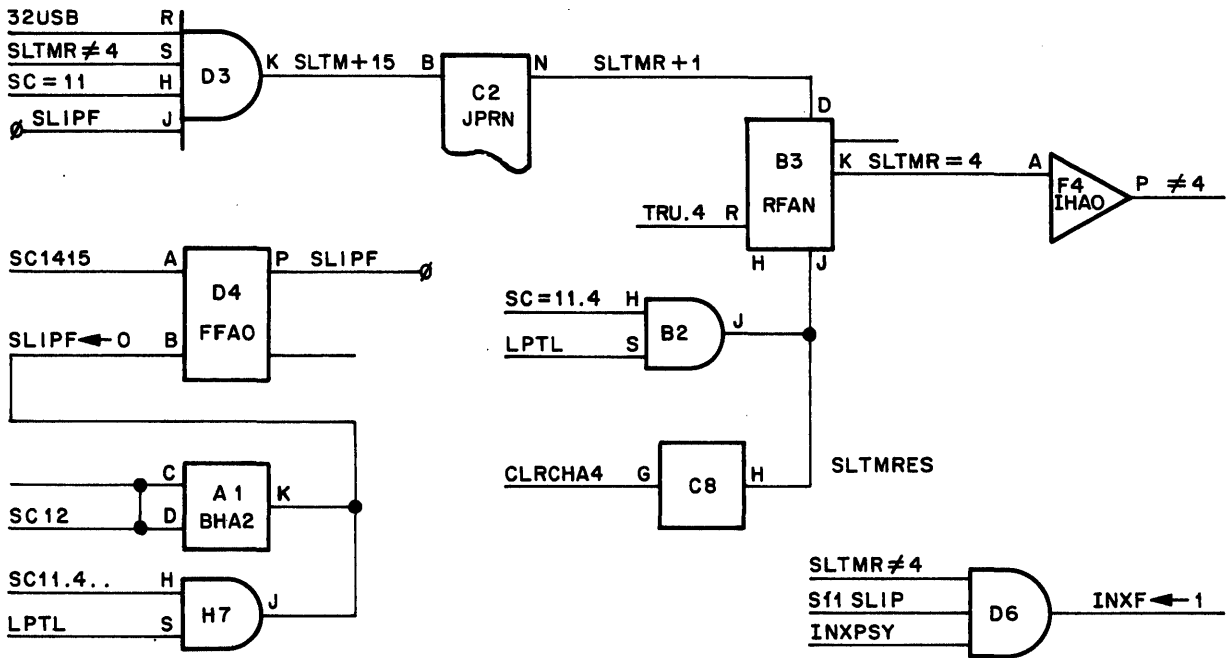 32USB R
SLTMR≠4 S
SC=11 H
Ø SLIPF J
D3
K SLTM+15 B
C2
JPRN
N SLTMR+1
D
B3
RFAN
K SLTMR=4 A
F4
IHAO
P ≠4
TRU.4 R
H J
SC1415 A
D4
FFAO
P SLIPF Ø
SLIPF←0 B
SC=11.4 H
LPTL S
B2
J
C
SC12 D
A1
BHA2
K
CLRCHA4 G
C8
H
SLTMRES
SC11.4.. H
LPTL S
H7
J
SLTMR≠4
Sf1 SLIP
INXPSY
D6
INXF←1